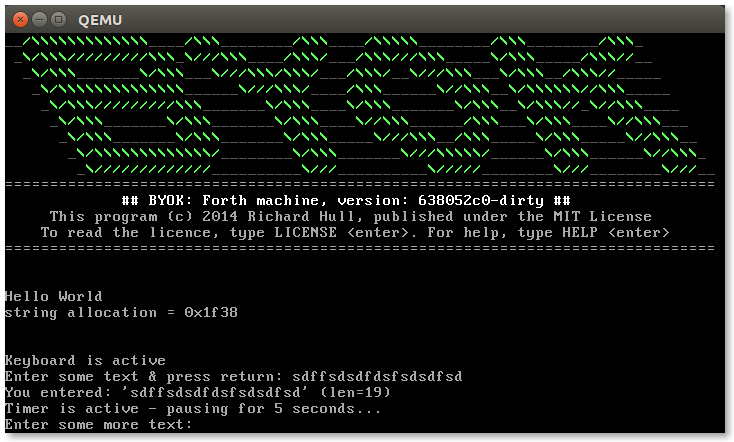 QEMU
BYOK
## BYOK: Forth machine, version: 638052c0-dirty ##
This program (c) 2014 Richard Hull, published under the MIT License
To read the licence, type LICENSE <enter>. For help, type HELP <enter>
Hello World
string allocation = 0x1f38
Keyboard is active
Enter some text & press return: sdffsdsdfdsfsdsdfsd
You entered: 'sdffsdsdfdsfsdsdfsd' (len=19)
Timer is active - pausing for 5 seconds...
Enter some more text: